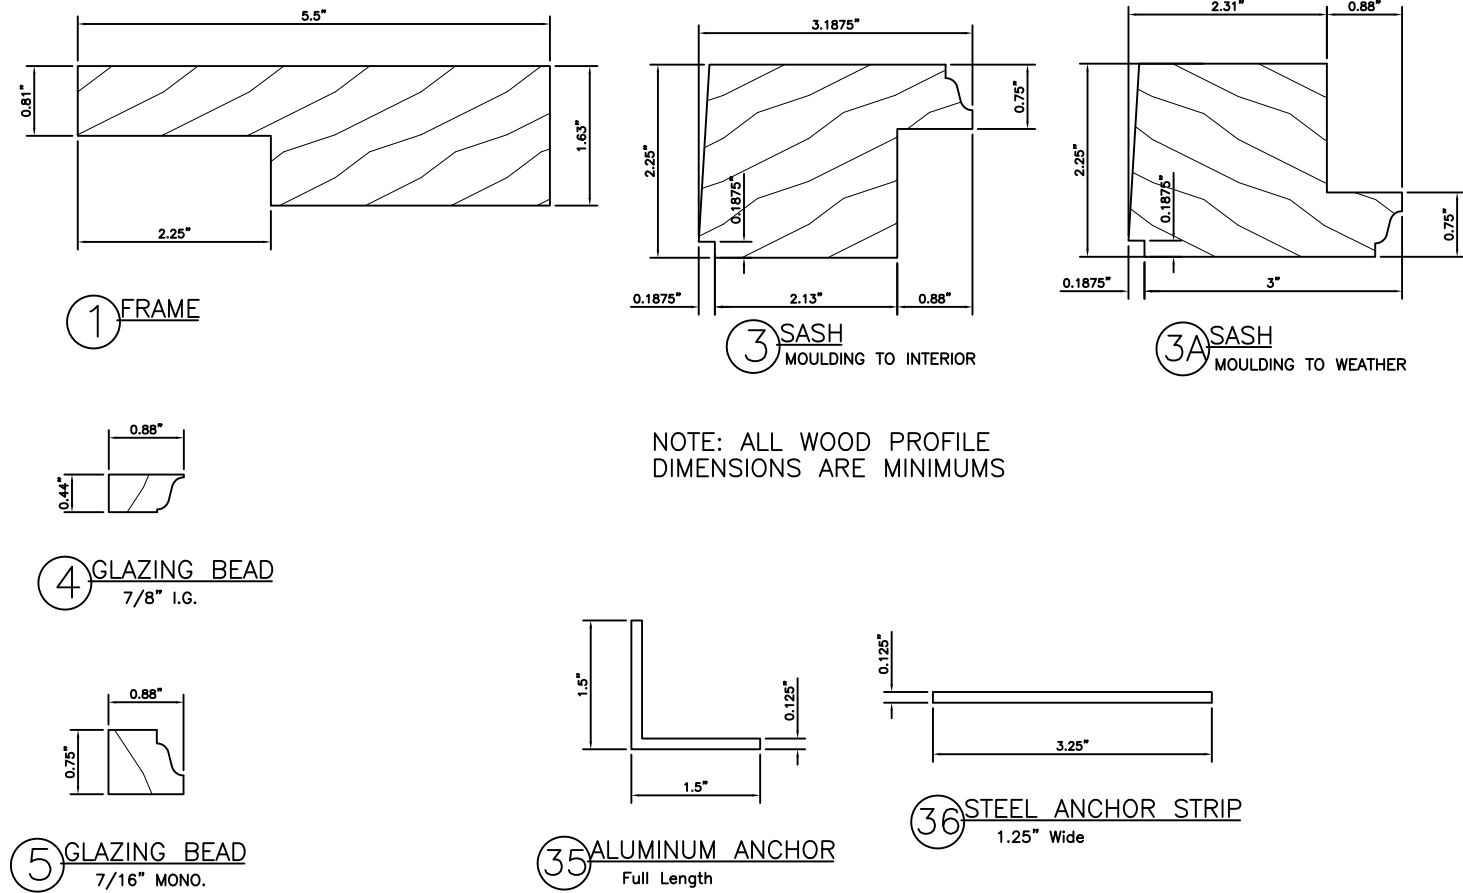 5.5"
0.81"
1.63"
2.25"
1 FRAME
3.1875"
2.25"
0.75"
0.1875"
0.1875"
2.13"
0.88"
3 SASH
MOULDING TO INTERIOR
2.31"
0.88"
2.25"
0.1875"
0.75"
0.1875"
3"
3A SASH
MOULDING TO WEATHER
NOTE: ALL WOOD PROFILE
DIMENSIONS ARE MINIMUMS
0.88"
0.44"
4 GLAZING BEAD
7/8" I.G.
0.88"
0.75"
5 GLAZING BEAD
7/16" MONO.
1.5"
0.125"
1.5"
35 ALUMINUM ANCHOR
Full Length
0.125"
3.25"
36 STEEL ANCHOR STRIP
1.25" Wide